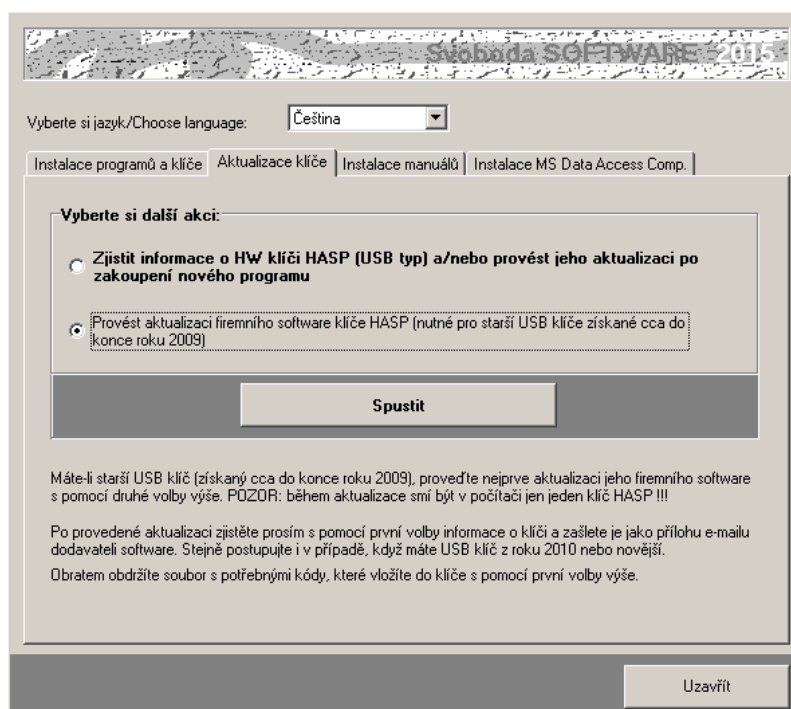 Svoboda SOFTWARE 2015
Vyberte si jazyk/Choose language: Čeština
Instalace programů a klíče Aktualizace klíče Instalace manuálů Instalace MS Data Access Comp.
Vyberte si další akci:
Zjistit informace o HW klíči HASP (USB typ) a/nebo provést jeho aktualizaci po
zakoupení nového programu
Provést aktualizaci firemního software klíče HASP (nutné pro starší USB klíče získané cca do
konce roku 2009)
Spustit
Máte-li starší USB klíč (získaný cca do konce roku 2009), proveďte nejprve aktualizaci jeho firemního software
s pomocí druhé volby výše. POZOR: během aktualizace smí být v počítači jen jeden klíč HASP !!!
Po provedené aktualizaci zjistěte prosím s pomocí první volby informace o klíči a zašlete je jako přílohu e-mailu
dodavateli software. Stejně postupujte i v případě, když máte USB klíč z roku 2010 nebo novější.
Obratem obdržíte soubor s potřebnými kódy, které vložíte do klíče s pomocí první volby výše.
Uzavřít